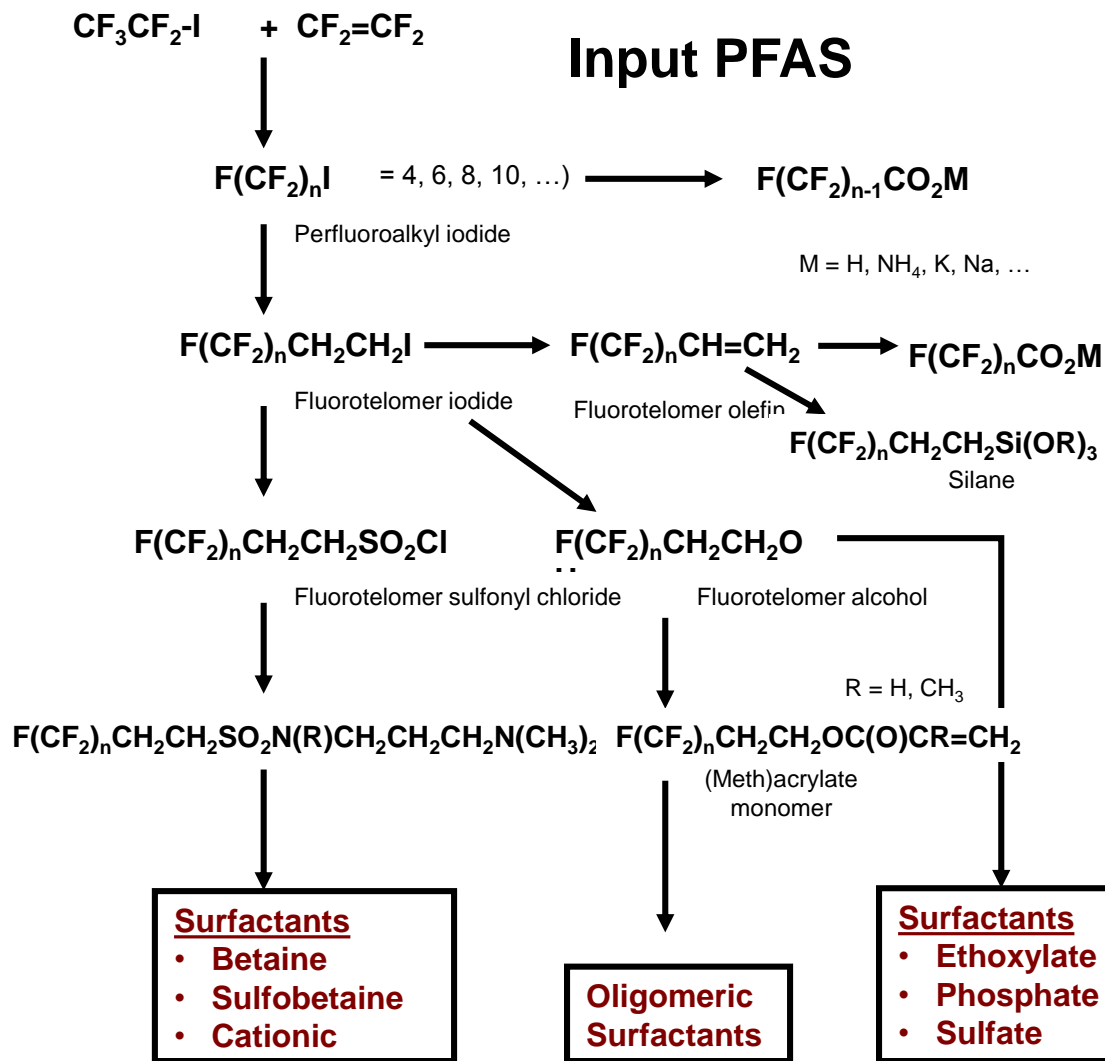 CF₃CF₂-I + CF₂=CF₂
Input PFAS
F(CF₂)ₙI = 4, 6, 8, 10, …) F(CF₂)ₙ₋₁CO₂M
Perfluoroalkyl iodide
M = H, NH₄, K, Na, …
F(CF₂)ₙCH₂CH₂I F(CF₂)ₙCH=CH₂ F(CF₂)ₙCO₂M
Fluorotelomer iodide Fluorotelomer olefin
F(CF₂)ₙCH₂CH₂Si(OR)₃
Silane
F(CF₂)ₙCH₂CH₂SO₂Cl F(CF₂)ₙCH₂CH₂O
Fluorotelomer sulfonyl chloride Fluorotelomer alcohol
R = H, CH₃
F(CF₂)ₙCH₂CH₂SO₂N(R)CH₂CH₂CH₂N(CH₃)₂ F(CF₂)ₙCH₂CH₂OC(O)CR=CH₂
(Meth)acrylate
monomer
Surfactants
• Betaine
• Sulfobetaine
• Cationic
Oligomeric
Surfactants
Surfactants
• Ethoxylate
• Phosphate
• Sulfate